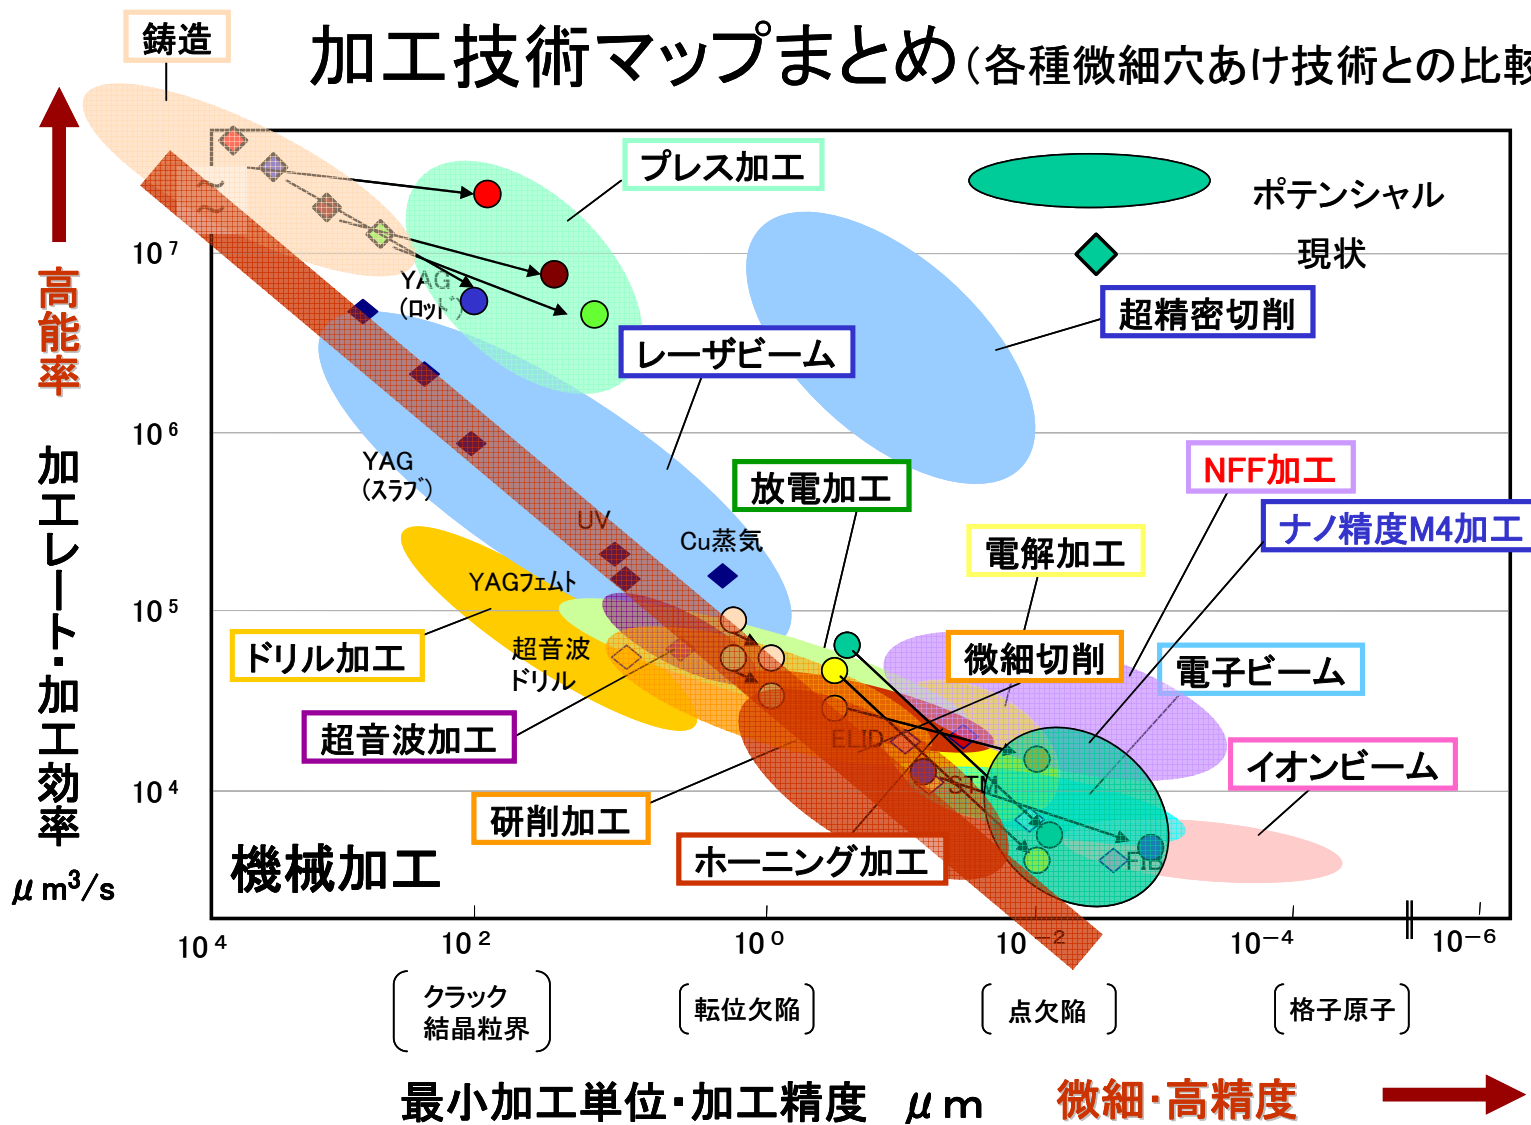 鋳造
加工技術マップまとめ(各種微細穴あけ技術との比較
プレス加工
ポテンシャル
現状
10⁷
高能率
YAG
(ロッド)
超精密切削
レーザビーム
10⁶
加工レート・加工効率
YAG
(スラブ)
放電加工
NFF加工
ナノ精度M4加工
UV
Cu蒸気
電解加工
YAGフェムト
10⁵
ドリル加工
超音波
ドリル
微細切削
電子ビーム
超音波加工
ELID
イオンビーム
10⁴
STM
研削加工
ホーニング加工
FIB
機械加工
μm³/s
10⁴
10²
10⁰
10⁻²
10⁻⁴
10⁻⁶
クラック
結晶粒界
転位欠陥
点欠陥
格子原子
最小加工単位・加工精度 μm
微細・高精度